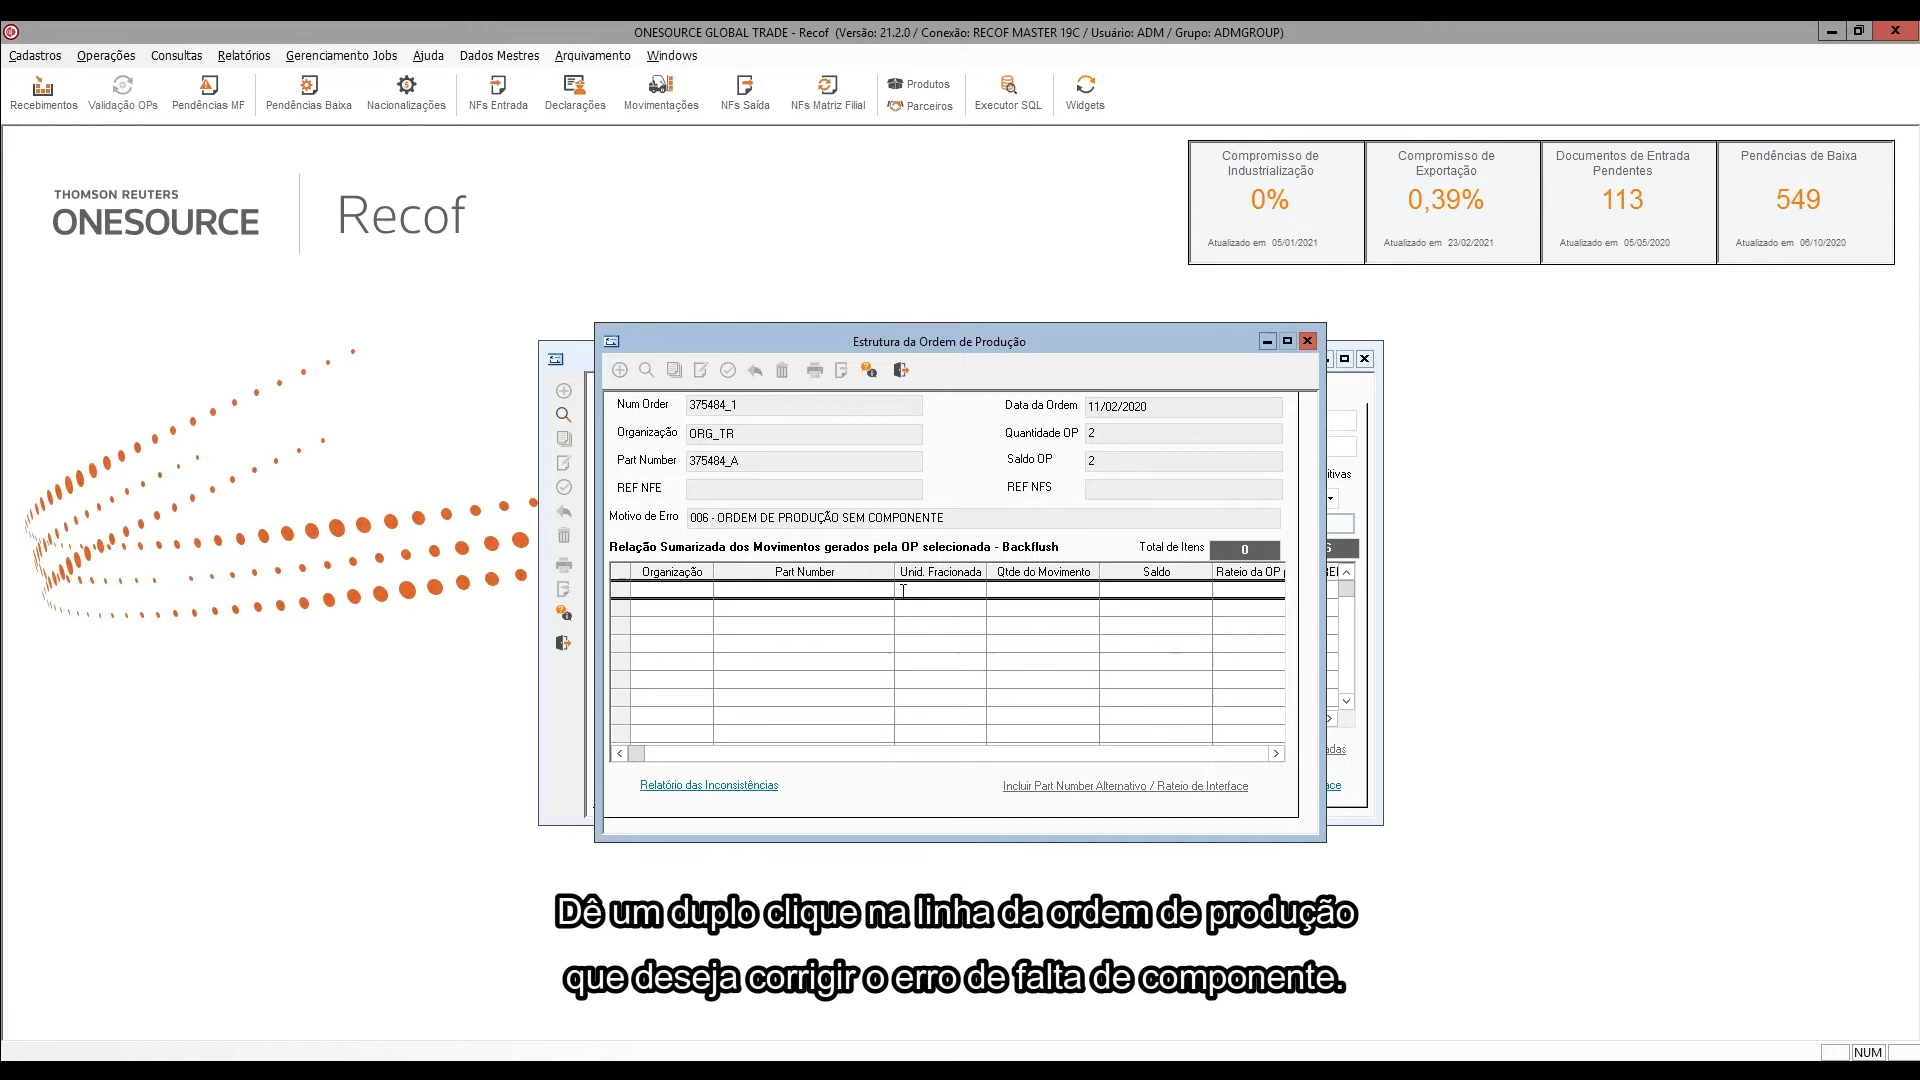 ONESOURCE GLOBAL TRADE - Recof (Versão: 21.2.0 / Conexão: RECOF MASTER 19C / Usuário: ADM / Grupo: ADMGROUP)
Cadastros Operações Consultas Relatórios Gerenciamento Jobs Ajuda Dados Mestres Arquivamento Windows
Recebimentos Validação OPs Pendências MF Pendências Baixa Nacionalizações NFs Entrada Declarações Movimentações NFs Saída NFs Matriz Filial Produtos Parceiros Executor SQL Widgets
THOMSON REUTERS
ONESOURCE
Recof
Compromisso de Industrialização
0%
Atualizado em 05/01/2021
Compromisso de Exportação
0,39%
Atualizado em 23/02/2021
Documentos de Entrada Pendentes
113
Atualizado em 05/05/2020
Pendências de Baixa
549
Atualizado em 06/10/2020
Estrutura da Ordem de Produção
Num Order 375484_1 Data da Ordem 11/02/2020
Organização ORG_TR Quantidade OP 2
Part Number 375484_A Saldo OP 2
REF NFE REF NFS
Motivo de Erro 006 - ORDEM DE PRODUÇÃO SEM COMPONENTE
Relação Sumarizada dos Movimentos gerados pela OP selecionada - Backflush Total de Itens 0
Organização Part Number Unid. Fracionada Qtde do Movimento Saldo Rateio da OP
Relatório das Inconsistências Incluir Part Number Alternativo / Rateio de Interface
Dê um duplo clique na linha da ordem de produção
que deseja corrigir o erro de falta de componente.
NUM